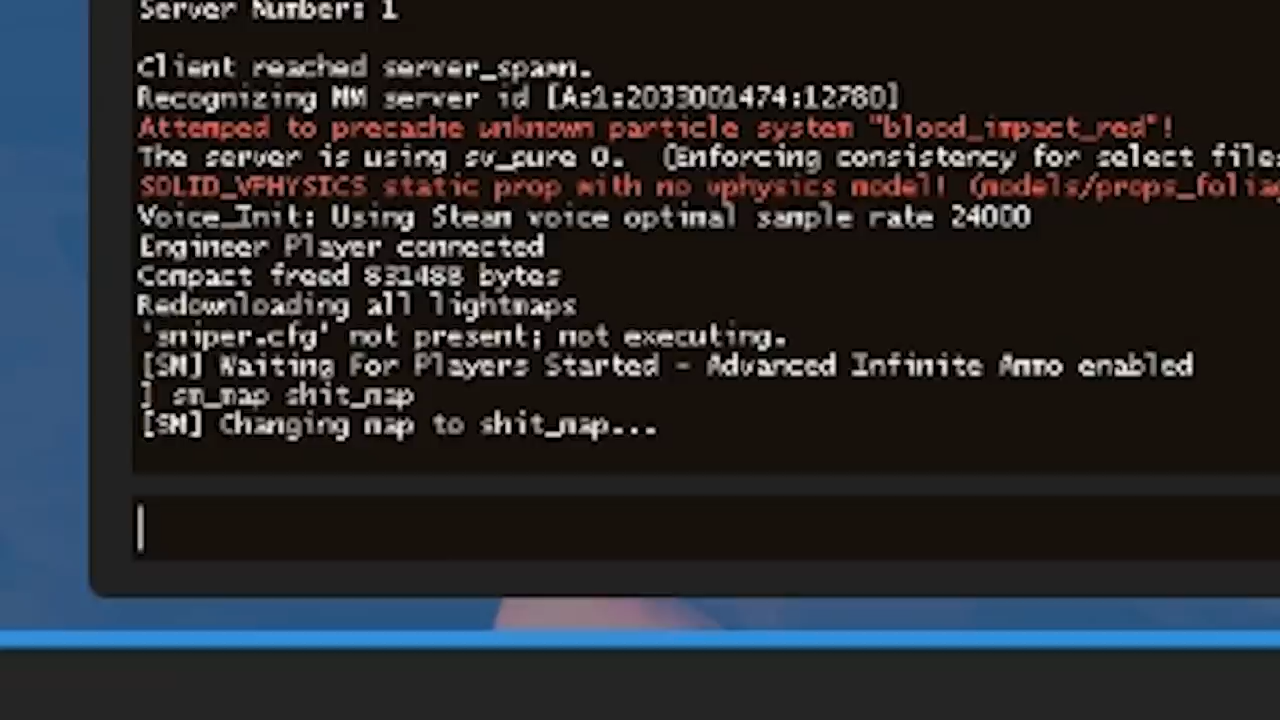 Server Number: 1
Client reached server_spawn.
Recognizing MM server id [A:1:2033001474:12780]
Attemped to precache unknown particle system "blood_impact_red"!
The server is using sv_pure 0.  (Enforcing consistency for select file
SOLID_VPHYSICS static prop with no vphysics model! (models/props_folia
Voice_Init: Using Steam voice optimal sample rate 24000
Engineer Player connected
Compact freed 831488 bytes
Redownloading all lightmaps
'sniper.cfg' not present; not executing.
[SM] Waiting For Players Started - Advanced Infinite Ammo enabled
] sm_map shit_map
[SM] Changing map to shit_map...